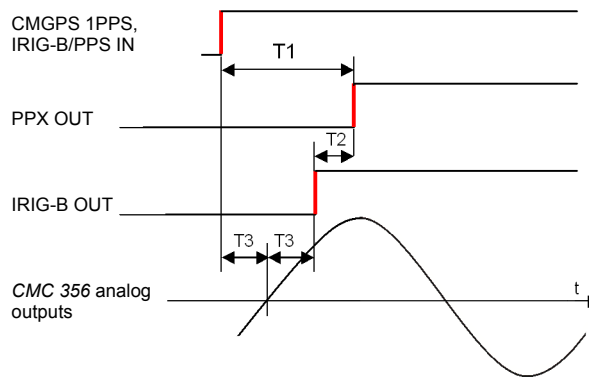 CMGPS 1PPS,
IRIG-B/PPS IN
T1
PPX OUT
T2
IRIG-B OUT
T3
T3
CMC 356 analog
outputs
t